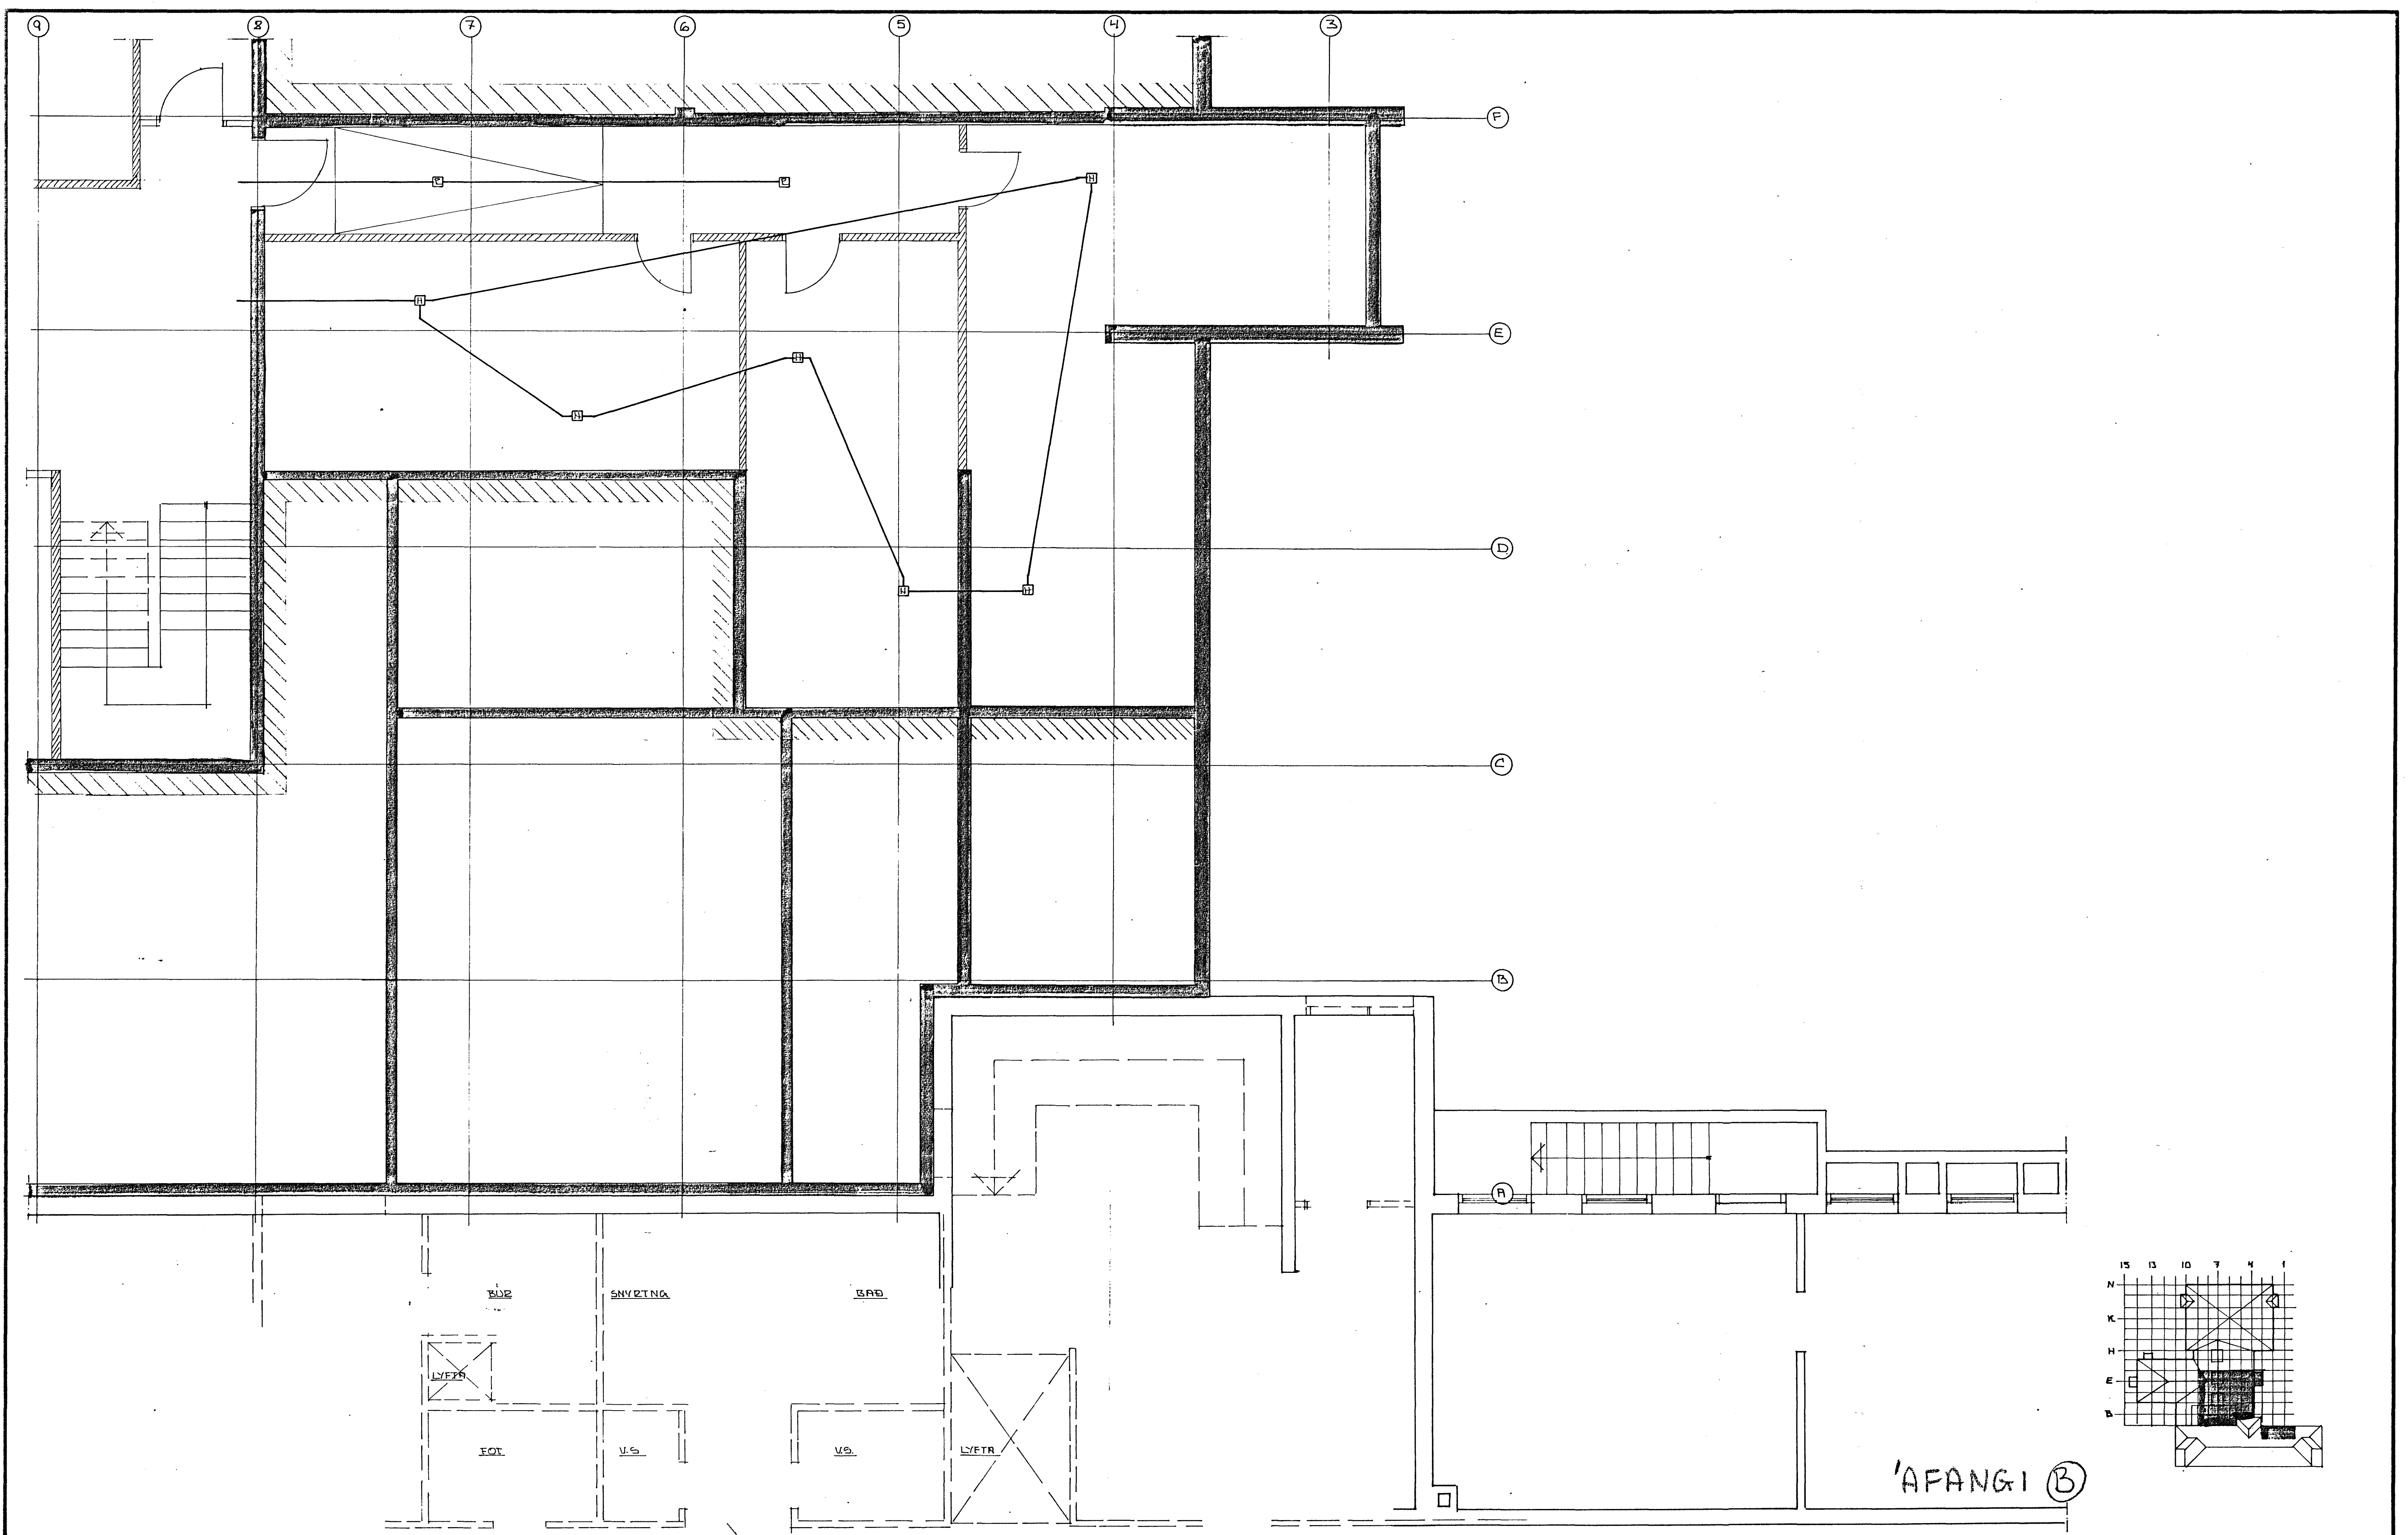 9 8 7 6 5 4 3
F
P P H
H
E
H
H
D
H H
C
B
A
BÚR SNYRTNG BAÐ
LYFTA
FOT V.S V.S. LYFTA
15 13 10 7 4 1
N
K
H
E
B
'AFANGI B